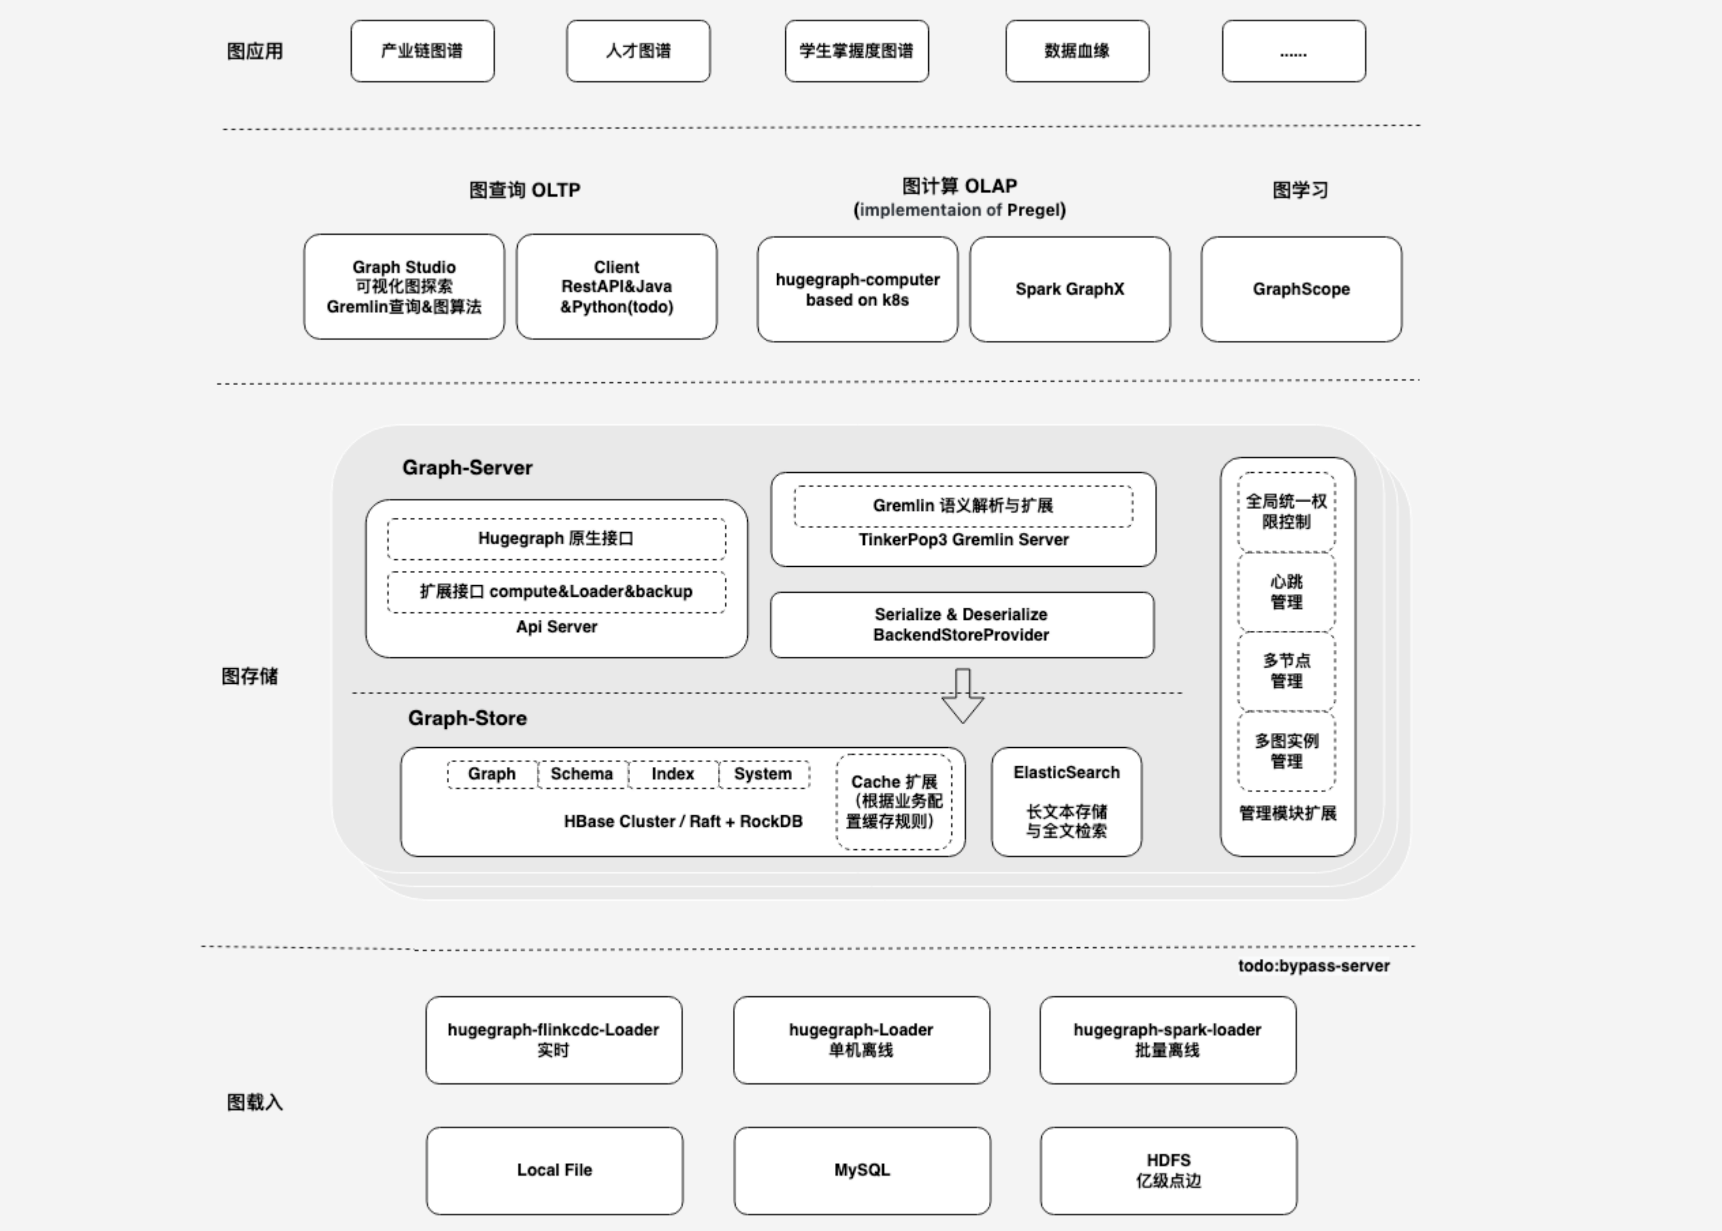 图应用
产业链图谱
人才图谱
学生掌握度图谱
数据血缘
......
图查询 OLTP
图计算 OLAP
(implementaion of Pregel)
图学习
Graph Studio
可视化图探索
Gremlin查询&图算法
Client
RestAPI&Java
&Python(todo)
hugegraph-computer
based on k8s
Spark GraphX
GraphScope
图存储
Graph-Server
Hugegraph 原生接口
扩展接口 compute&Loader&backup
Api Server
Gremlin 语义解析与扩展
TinkerPop3 Gremlin Server
Serialize & Deserialize
BackendStoreProvider
Graph-Store
Graph
Schema
Index
System
HBase Cluster / Raft + RockDB
Cache 扩展
（根据业务配
置缓存规则）
ElasticSearch
长文本存储
与全文检索
全局统一权
限控制
心跳
管理
多节点
管理
多图实例
管理
管理模块扩展
todo:bypass-server
图载入
hugegraph-flinkcdc-Loader
实时
hugegraph-Loader
单机离线
hugegraph-spark-loader
批量离线
Local File
MySQL
HDFS
亿级点边